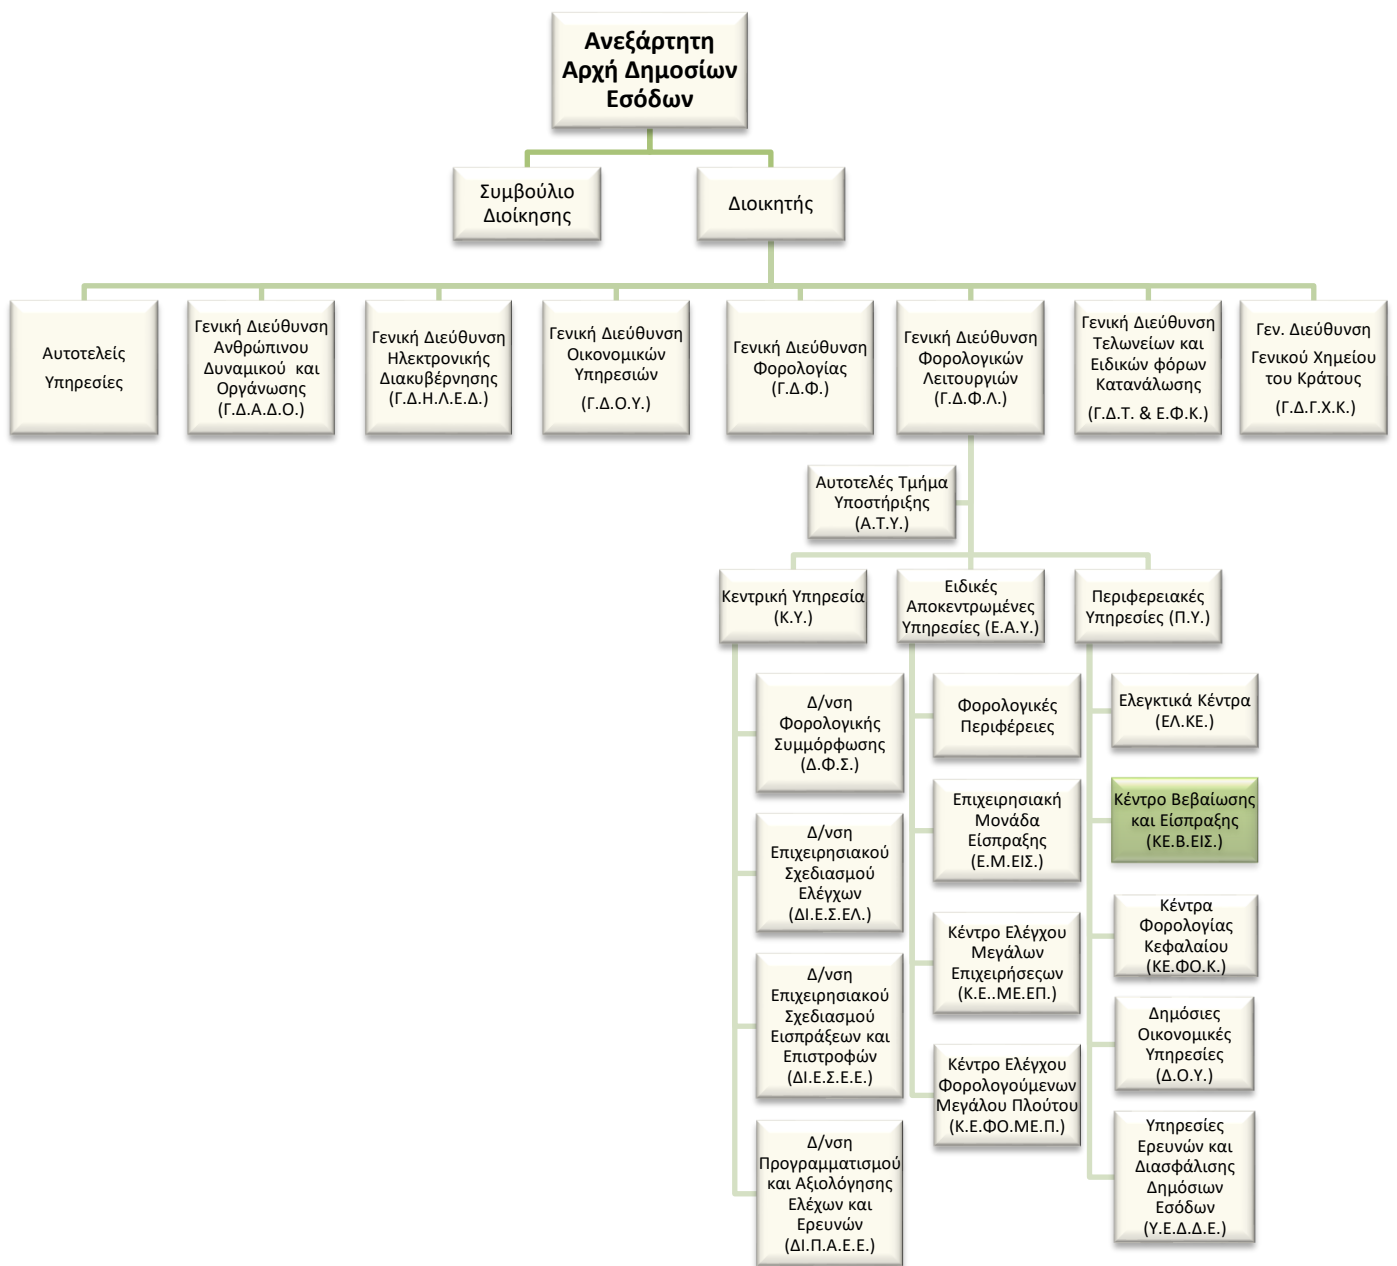 Ανεξάρτητη
Αρχή Δημοσίων
Εσόδων
Συμβούλιο
Διοίκησης
Διοικητής
Αυτοτελείς
Υπηρεσίες
Γενική Διεύθυνση
Ανθρώπινου
Δυναμικού και
Οργάνωσης
(Γ.Δ.Α.Δ.Ο.)
Γενική Διεύθυνση
Ηλεκτρονικής
Διακυβέρνησης
(Γ.Δ.Η.Λ.Ε.Δ.)
Γενική Διεύθυνση
Οικονομικών
Υπηρεσιών
(Γ.Δ.Ο.Υ.)
Γενική Διεύθυνση
Φορολογίας
(Γ.Δ.Φ.)
Γενική Διεύθυνση
Φορολογικών
Λειτουργιών
(Γ.Δ.Φ.Λ.)
Γενική Διεύθυνση
Τελωνείων και
Ειδικών φόρων
Κατανάλωσης
(Γ.Δ.Τ. & Ε.Φ.Κ.)
Γεν. Διεύθυνση
Γενικού Χημείου
του Κράτους
(Γ.Δ.Γ.Χ.Κ.)
Αυτοτελές Τμήμα
Υποστήριξης
(Α.Τ.Υ.)
Κεντρική Υπηρεσία
(Κ.Υ.)
Ειδικές
Αποκεντρωμένες
Υπηρεσίες (Ε.Α.Υ.)
Περιφερειακές
Υπηρεσίες (Π.Υ.)
Δ/νση
Φορολογικής
Συμμόρφωσης
(Δ.Φ.Σ.)
Δ/νση
Επιχειρησιακού
Σχεδιασμού
Ελέγχων
(ΔΙ.Ε.Σ.ΕΛ.)
Δ/νση
Επιχειρησιακού
Σχεδιασμού
Εισπράξεων και
Επιστροφών
(ΔΙ.Ε.Σ.Ε.Ε.)
Δ/νση
Προγραμματισμού
και Αξιολόγησης
Ελέχων και
Ερευνών
(ΔΙ.Π.Α.Ε.Ε.)
Φορολογικές
Περιφέρειες
Επιχειρησιακή
Μονάδα
Είσπραξης
(Ε.Μ.ΕΙΣ.)
Κέντρο Ελέγχου
Μεγάλων
Επιχειρήσεςων
(Κ.Ε..ΜΕ.ΕΠ.)
Κέντρο Ελέγχου
Φορολογούμενων
Μεγάλου Πλούτου
(Κ.Ε.ΦΟ.ΜΕ.Π.)
Ελεγκτικά Κέντρα
(ΕΛ.ΚΕ.)
Κέντρο Βεβαίωσης
και Είσπραξης
(ΚΕ.Β.ΕΙΣ.)
Κέντρα
Φορολογίας
Κεφαλαίου
(ΚΕ.ΦΟ.Κ.)
Δημόσιες
Οικονομικές
Υπηρεσίες
(Δ.Ο.Υ.)
Υπηρεσίες
Ερευνών και
Διασφάλισης
Δημόσιων
Εσόδων
(Υ.Ε.Δ.Δ.Ε.)